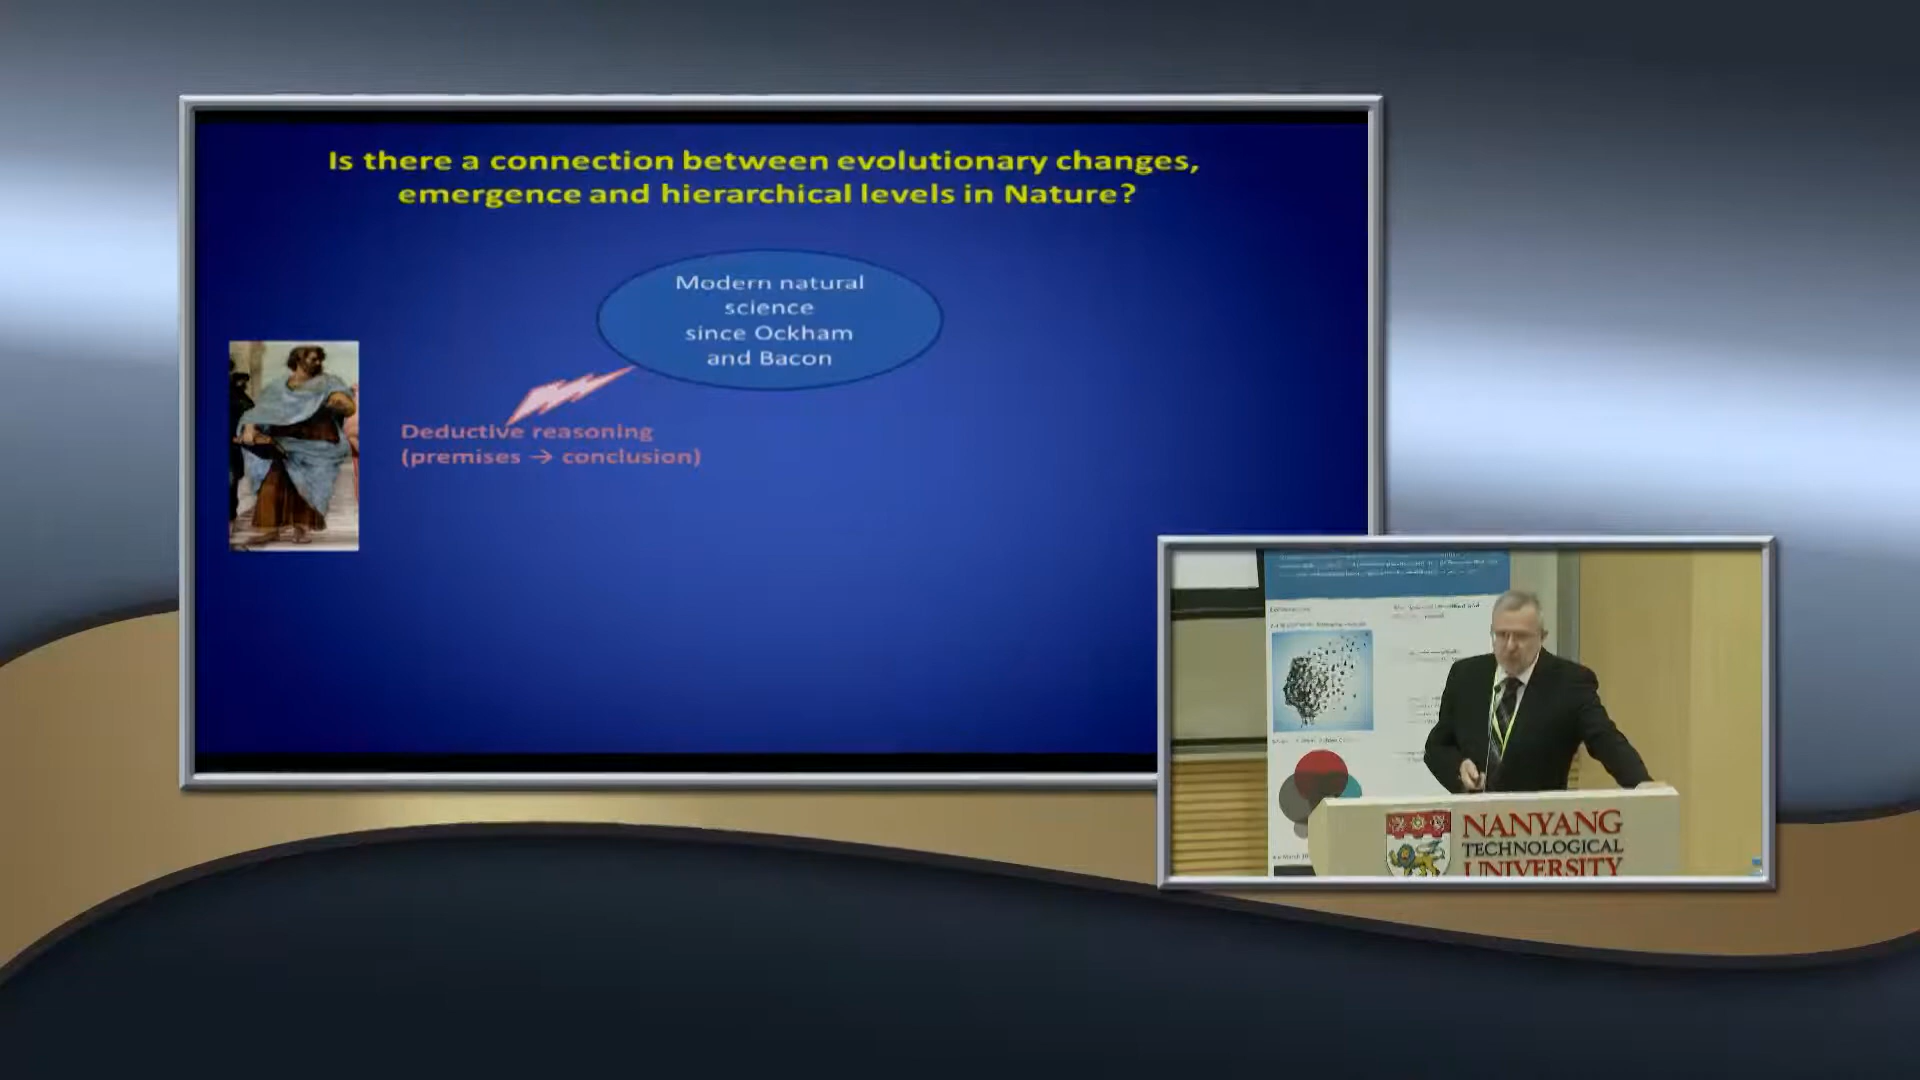 Is there a connection between evolutionary changes,
emergence and hierarchical levels in Nature?
Modern natural
science
since Ockham
and Bacon
Deductive reasoning
(premises → conclusion)
NANYANG
TECHNOLOGICAL
UNIVERSITY